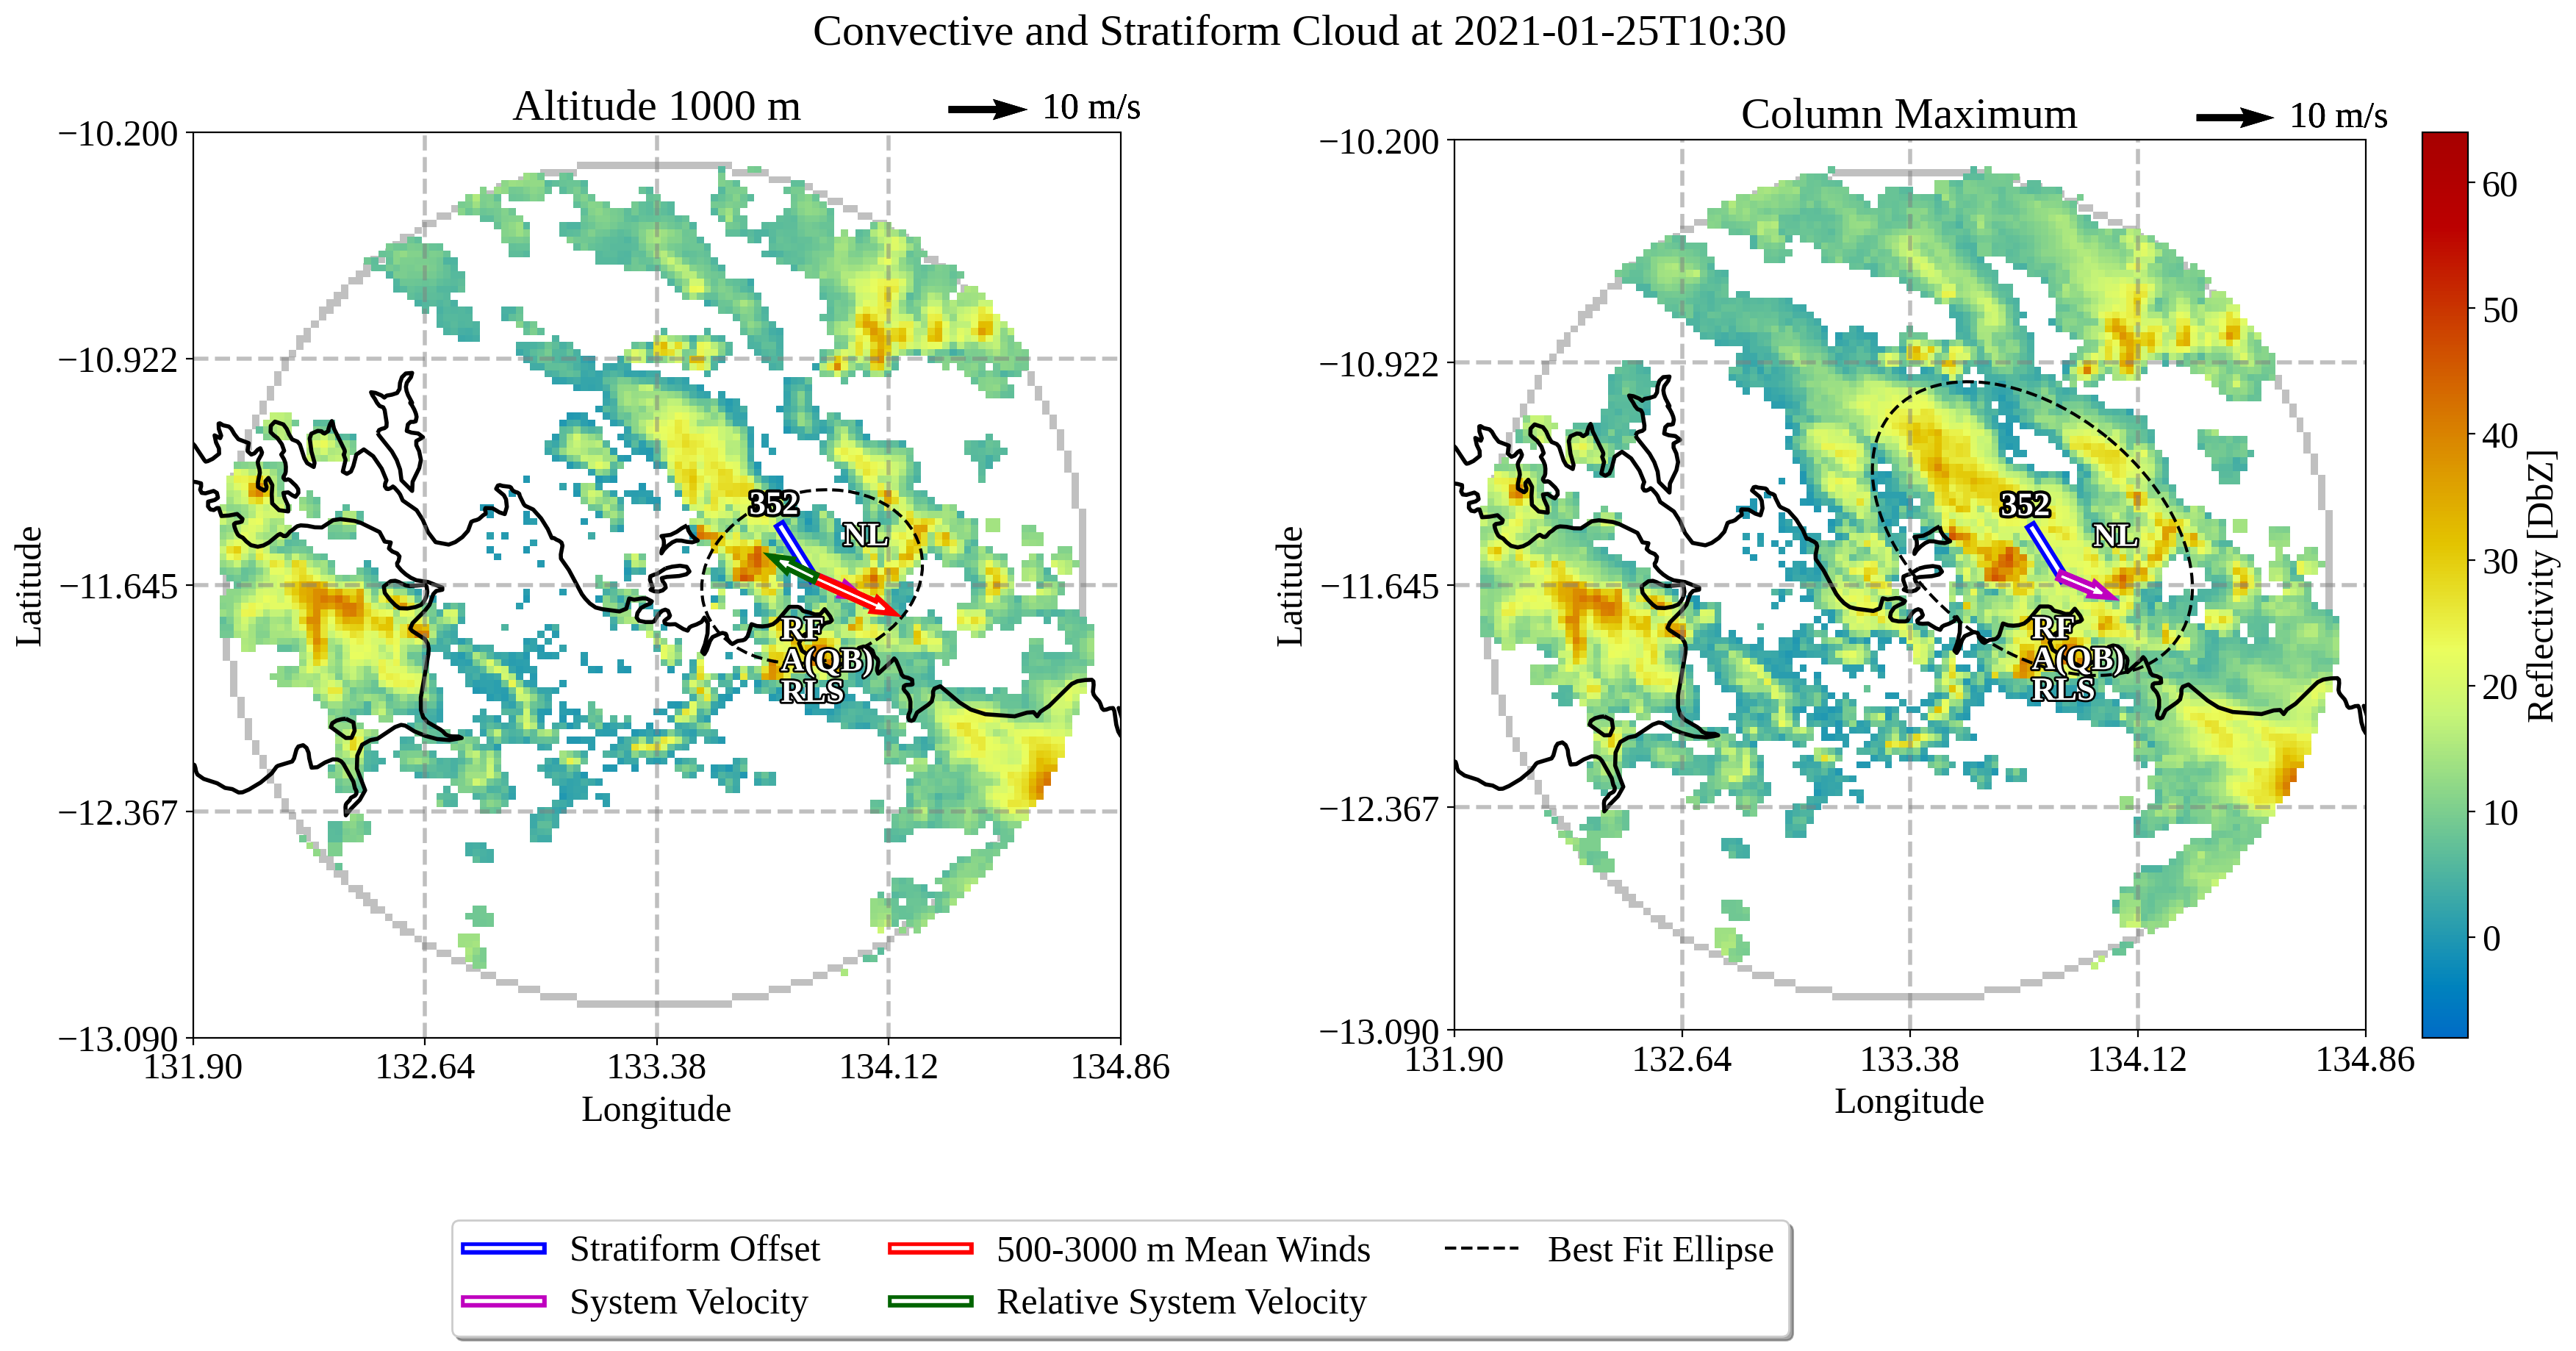 Convective and Stratiform Cloud at 2021-01-25T10:30
Altitude 1000 m
10 m/s
Column Maximum
10 m/s
−10.200
−10.922
−11.645
−12.367
−13.090
Latitude
131.90
132.64
133.38
134.12
134.86
Longitude
352
NL
RF
A(QB)
RLS
−10.200
−10.922
−11.645
−12.367
−13.090
Latitude
131.90
132.64
133.38
134.12
134.86
Longitude
352
NL
RF
A(QB)
RLS
60
50
40
30
20
10
0
Reflectivity [DbZ]
Stratiform Offset
System Velocity
500-3000 m Mean Winds
Relative System Velocity
Best Fit Ellipse